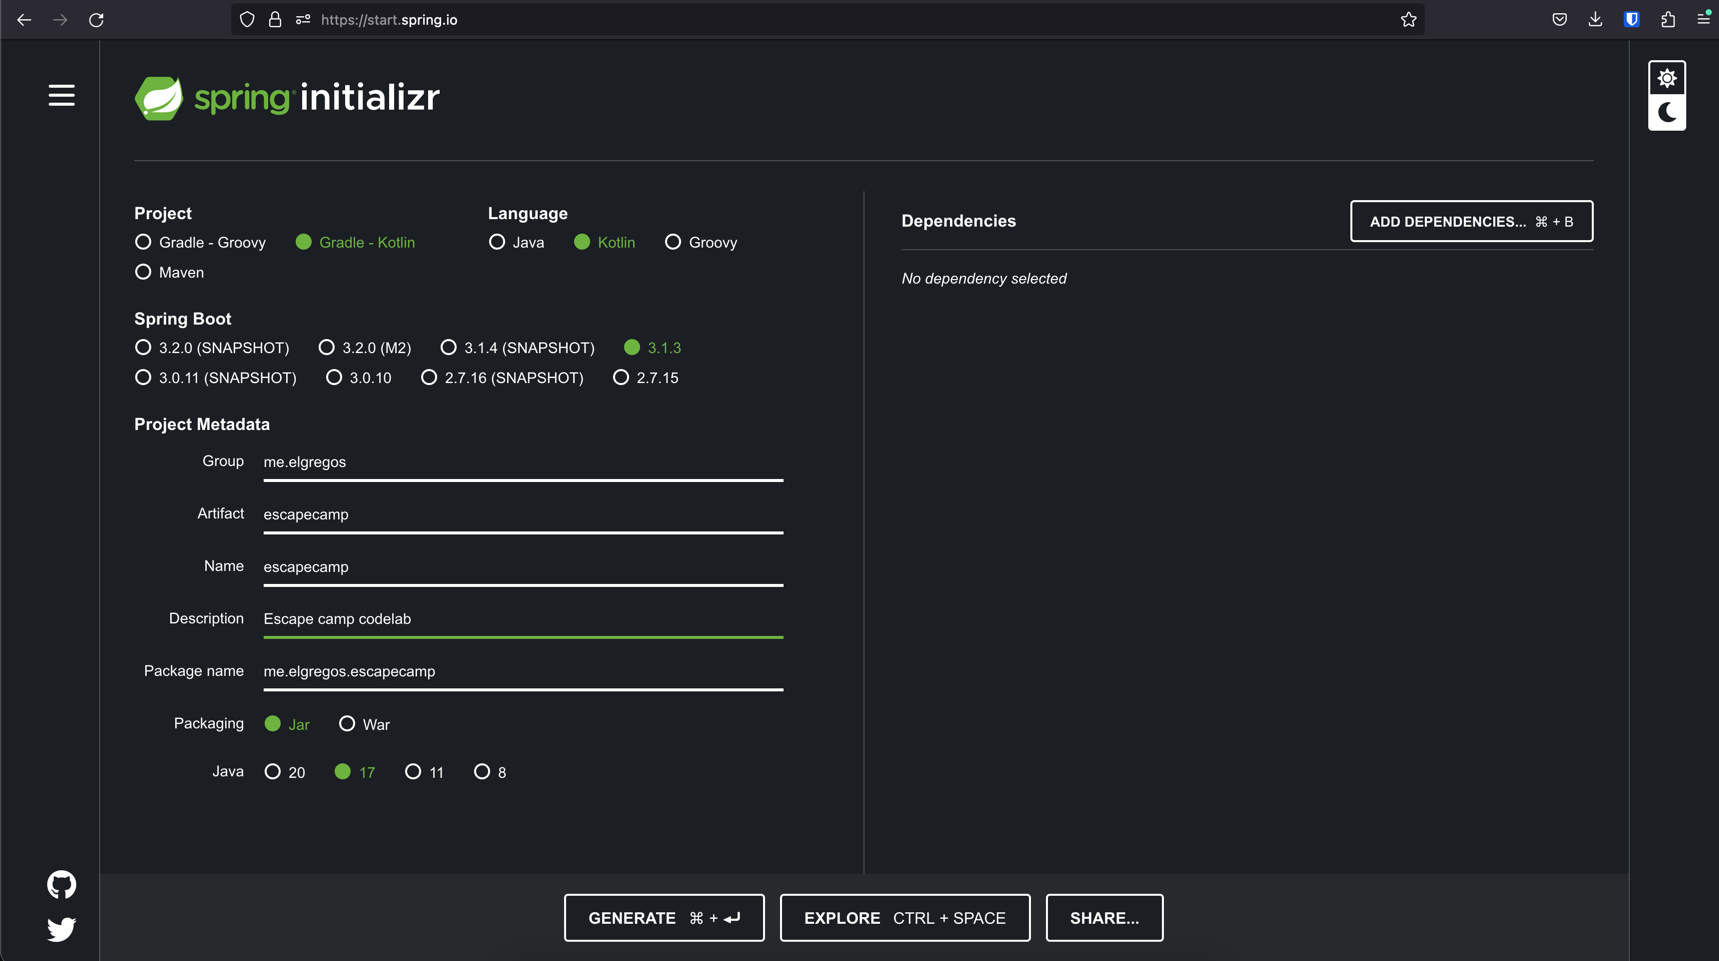 https://start.spring.io
spring initializr
Project
Gradle - Groovy Gradle - Kotlin
Maven
Language
Java Kotlin Groovy
Spring Boot
3.2.0 (SNAPSHOT) 3.2.0 (M2) 3.1.4 (SNAPSHOT) 3.1.3
3.0.11 (SNAPSHOT) 3.0.10 2.7.16 (SNAPSHOT) 2.7.15
Project Metadata
Group me.elgregos
Artifact escapecamp
Name escapecamp
Description Escape camp codelab
Package name me.elgregos.escapecamp
Packaging Jar War
Java 20 17 11 8
Dependencies ADD DEPENDENCIES... ⌘ + B
No dependency selected
GENERATE ⌘ + ⏎ EXPLORE CTRL + SPACE SHARE...